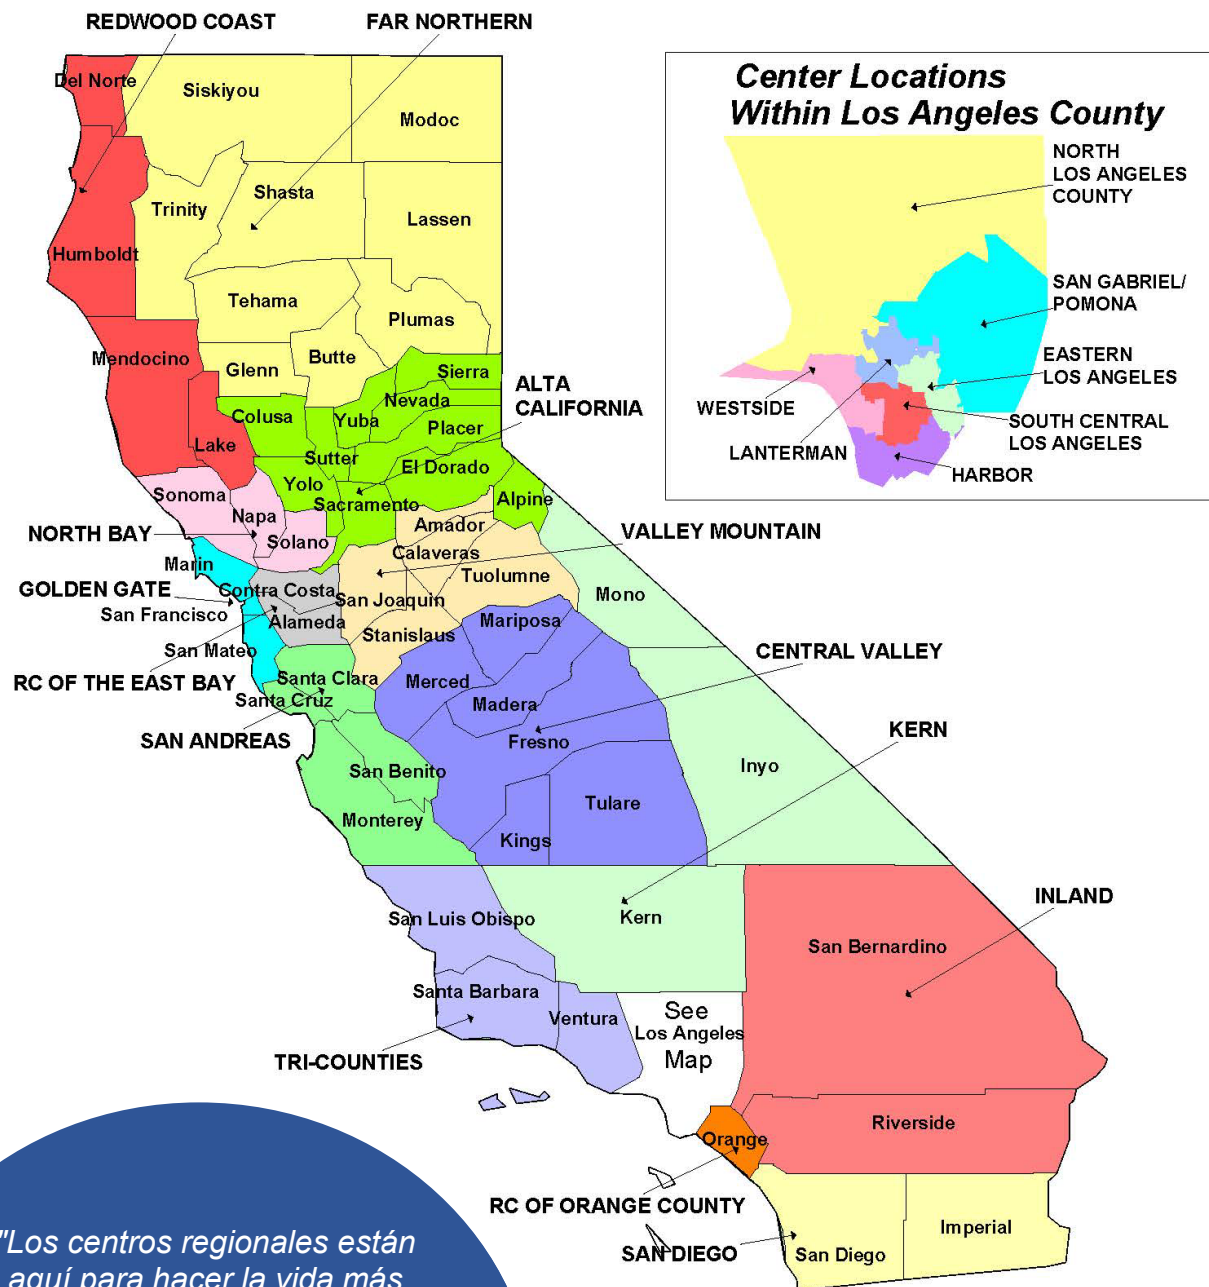 REDWOOD COAST
FAR NORTHERN
Del Norte
Siskiyou
Modoc
Trinity
Shasta
Lassen
Humboldt
Tehama
Plumas
Mendocino
Glenn
Butte
Sierra
Nevada
Colusa
Yuba
Placer
Lake
Sutter
El Dorado
Yolo
Sacramento
Alpine
ALTA
CALIFORNIA
Sonoma
Napa
Solano
Amador
NORTH BAY
Calaveras
VALLEY MOUNTAIN
Marin
Tuolumne
GOLDEN GATE
Contra Costa
San Joaquin
Mono
San Francisco
Alameda
Mariposa
Stanislaus
San Mateo
CENTRAL VALLEY
RC OF THE EAST BAY
Santa Clara
Merced
Santa Cruz
Madera
KERN
SAN ANDREAS
Fresno
San Benito
Inyo
Monterey
Tulare
Kings
INLAND
San Luis Obispo
Kern
San Bernardino
Santa Barbara
Ventura
See
Los Angeles
Map
TRI-COUNTIES
Orange
Riverside
RC OF ORANGE COUNTY
SAN DIEGO
San Diego
Imperial
Center Locations
Within Los Angeles County
NORTH
LOS ANGELES
COUNTY
SAN GABRIEL/
POMONA
EASTERN
LOS ANGELES
WESTSIDE
SOUTH CENTRAL
LOS ANGELES
LANTERMAN
HARBOR
"Los centros regionales están
aquí para hacer la vida más